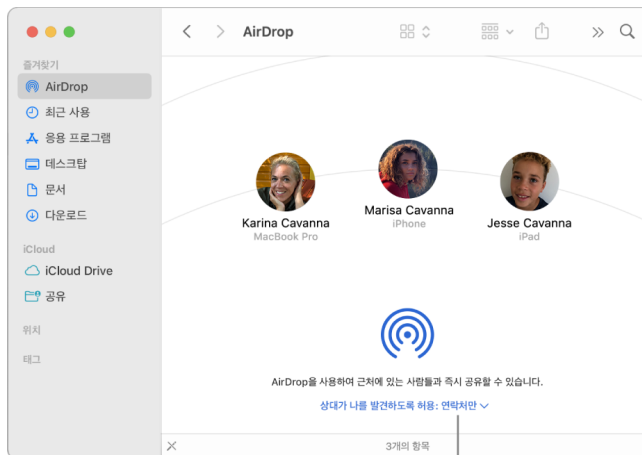 AirDrop
즐겨찾기
AirDrop
최근 사용
응용 프로그램
데스크탑
문서
다운로드
iCloud
iCloud Drive
공유
위치
태그
Karina Cavanna
MacBook Pro
Marisa Cavanna
iPhone
Jesse Cavanna
iPad
AirDrop을 사용하여 근처에 있는 사람들과 즉시 공유할 수 있습니다.
상대가 나를 발견하도록 허용: 연락처만
3개의 항목